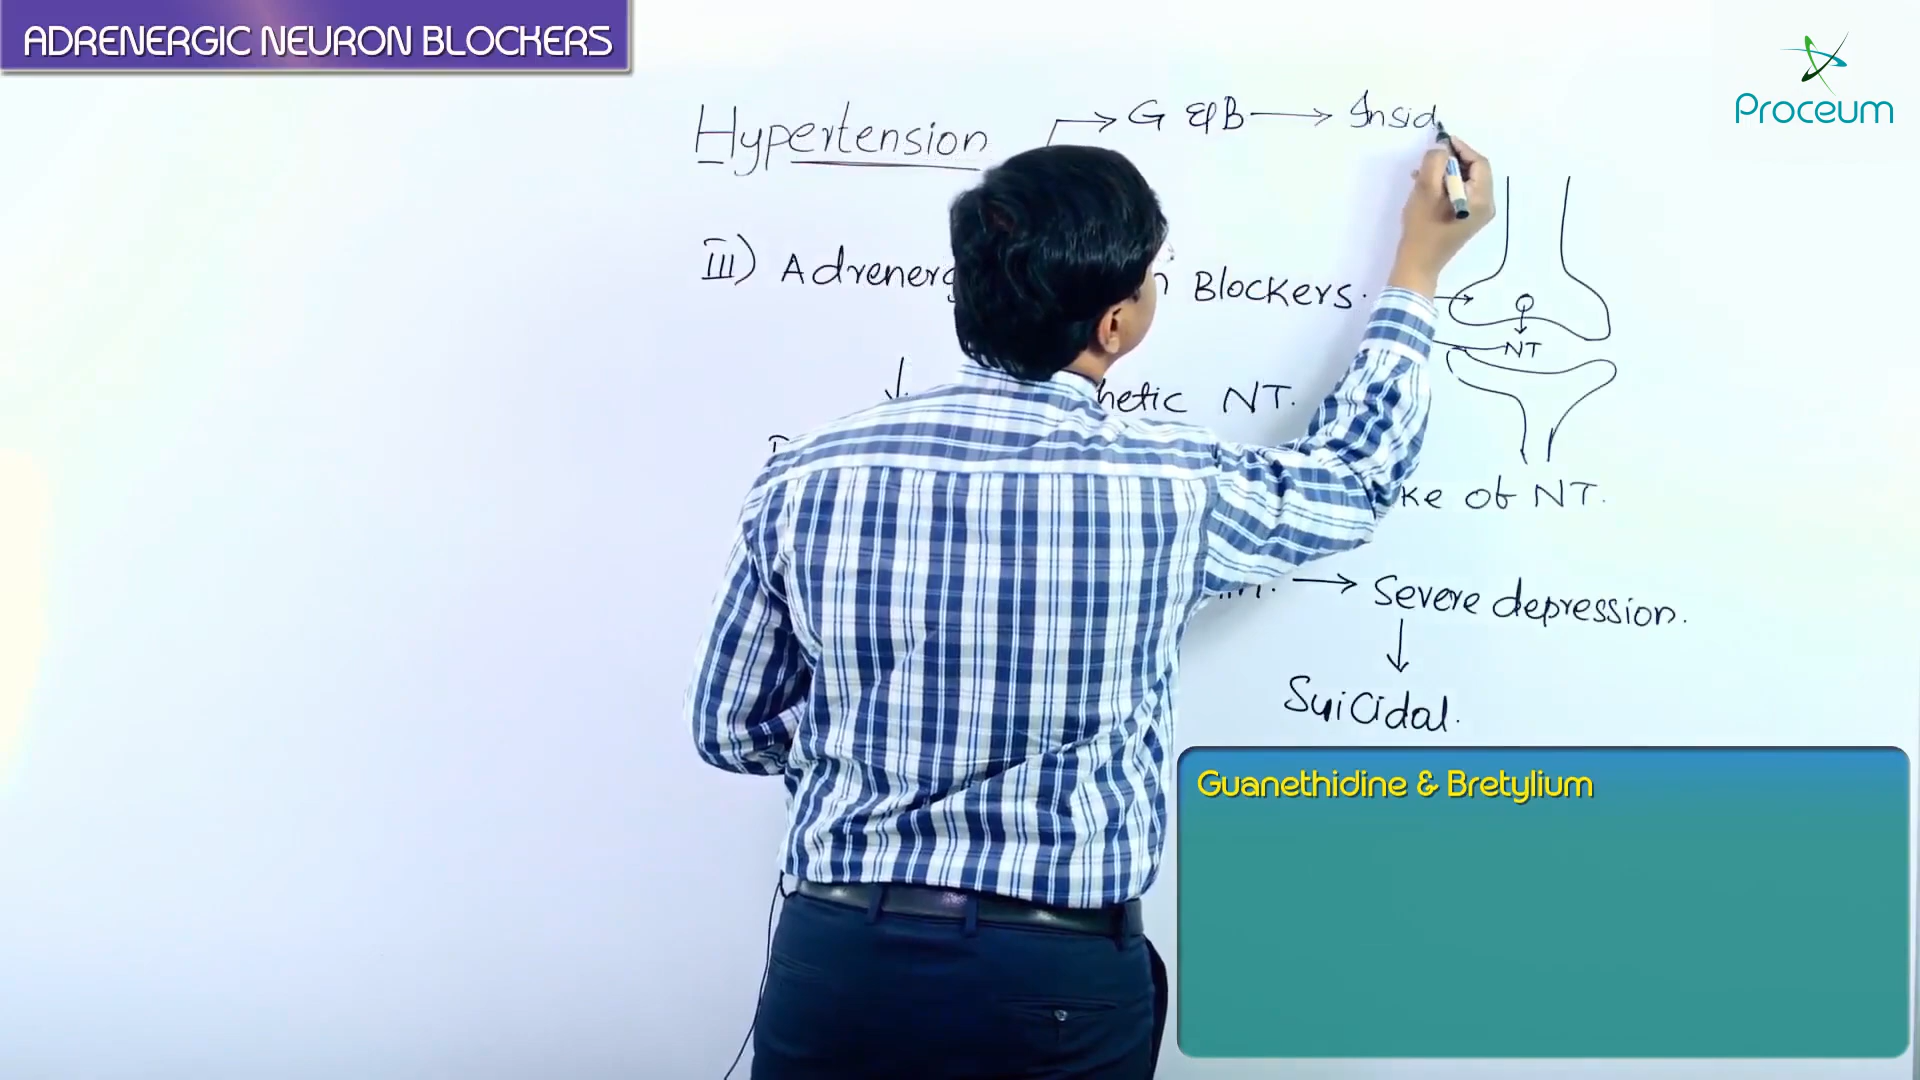 ADRENERGIC NEURON BLOCKERS
Proceum
Hypertension
G & B → Insid
III) Adrenerg
Blockers.
NT
hetic NT.
ke of NT.
→ Severe depression.
Suicidal.
Guanethidine & Bretylium